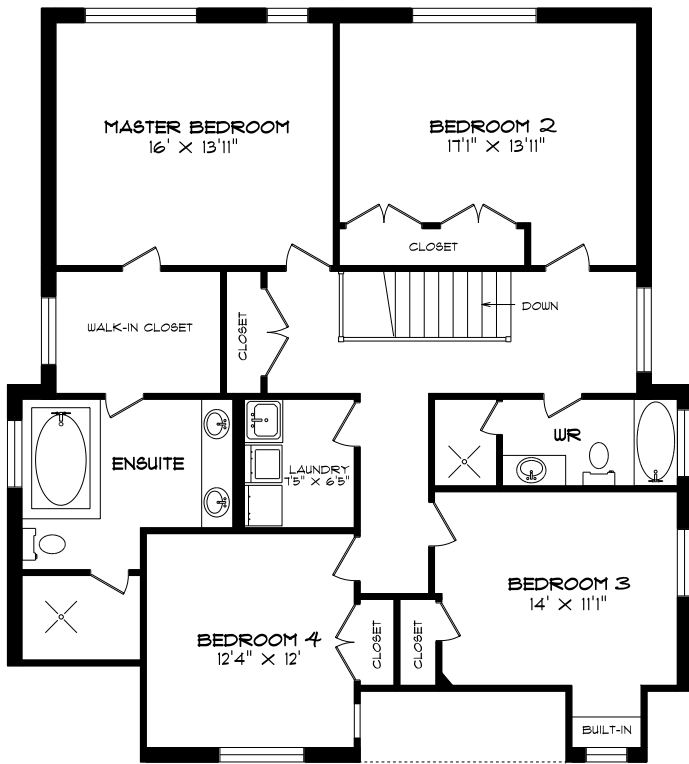 MASTER BEDROOM
16' X 13'11"
BEDROOM 2
17'1" X 13'11"
CLOSET
DOWN
WALK-IN CLOSET
CLOSET
WR
ENSUITE
LAUNDRY
7'5" X 6'5"
BEDROOM 3
14' X 11'1"
BEDROOM 4
12'4" X 12'
CLOSET
CLOSET
BUILT-IN